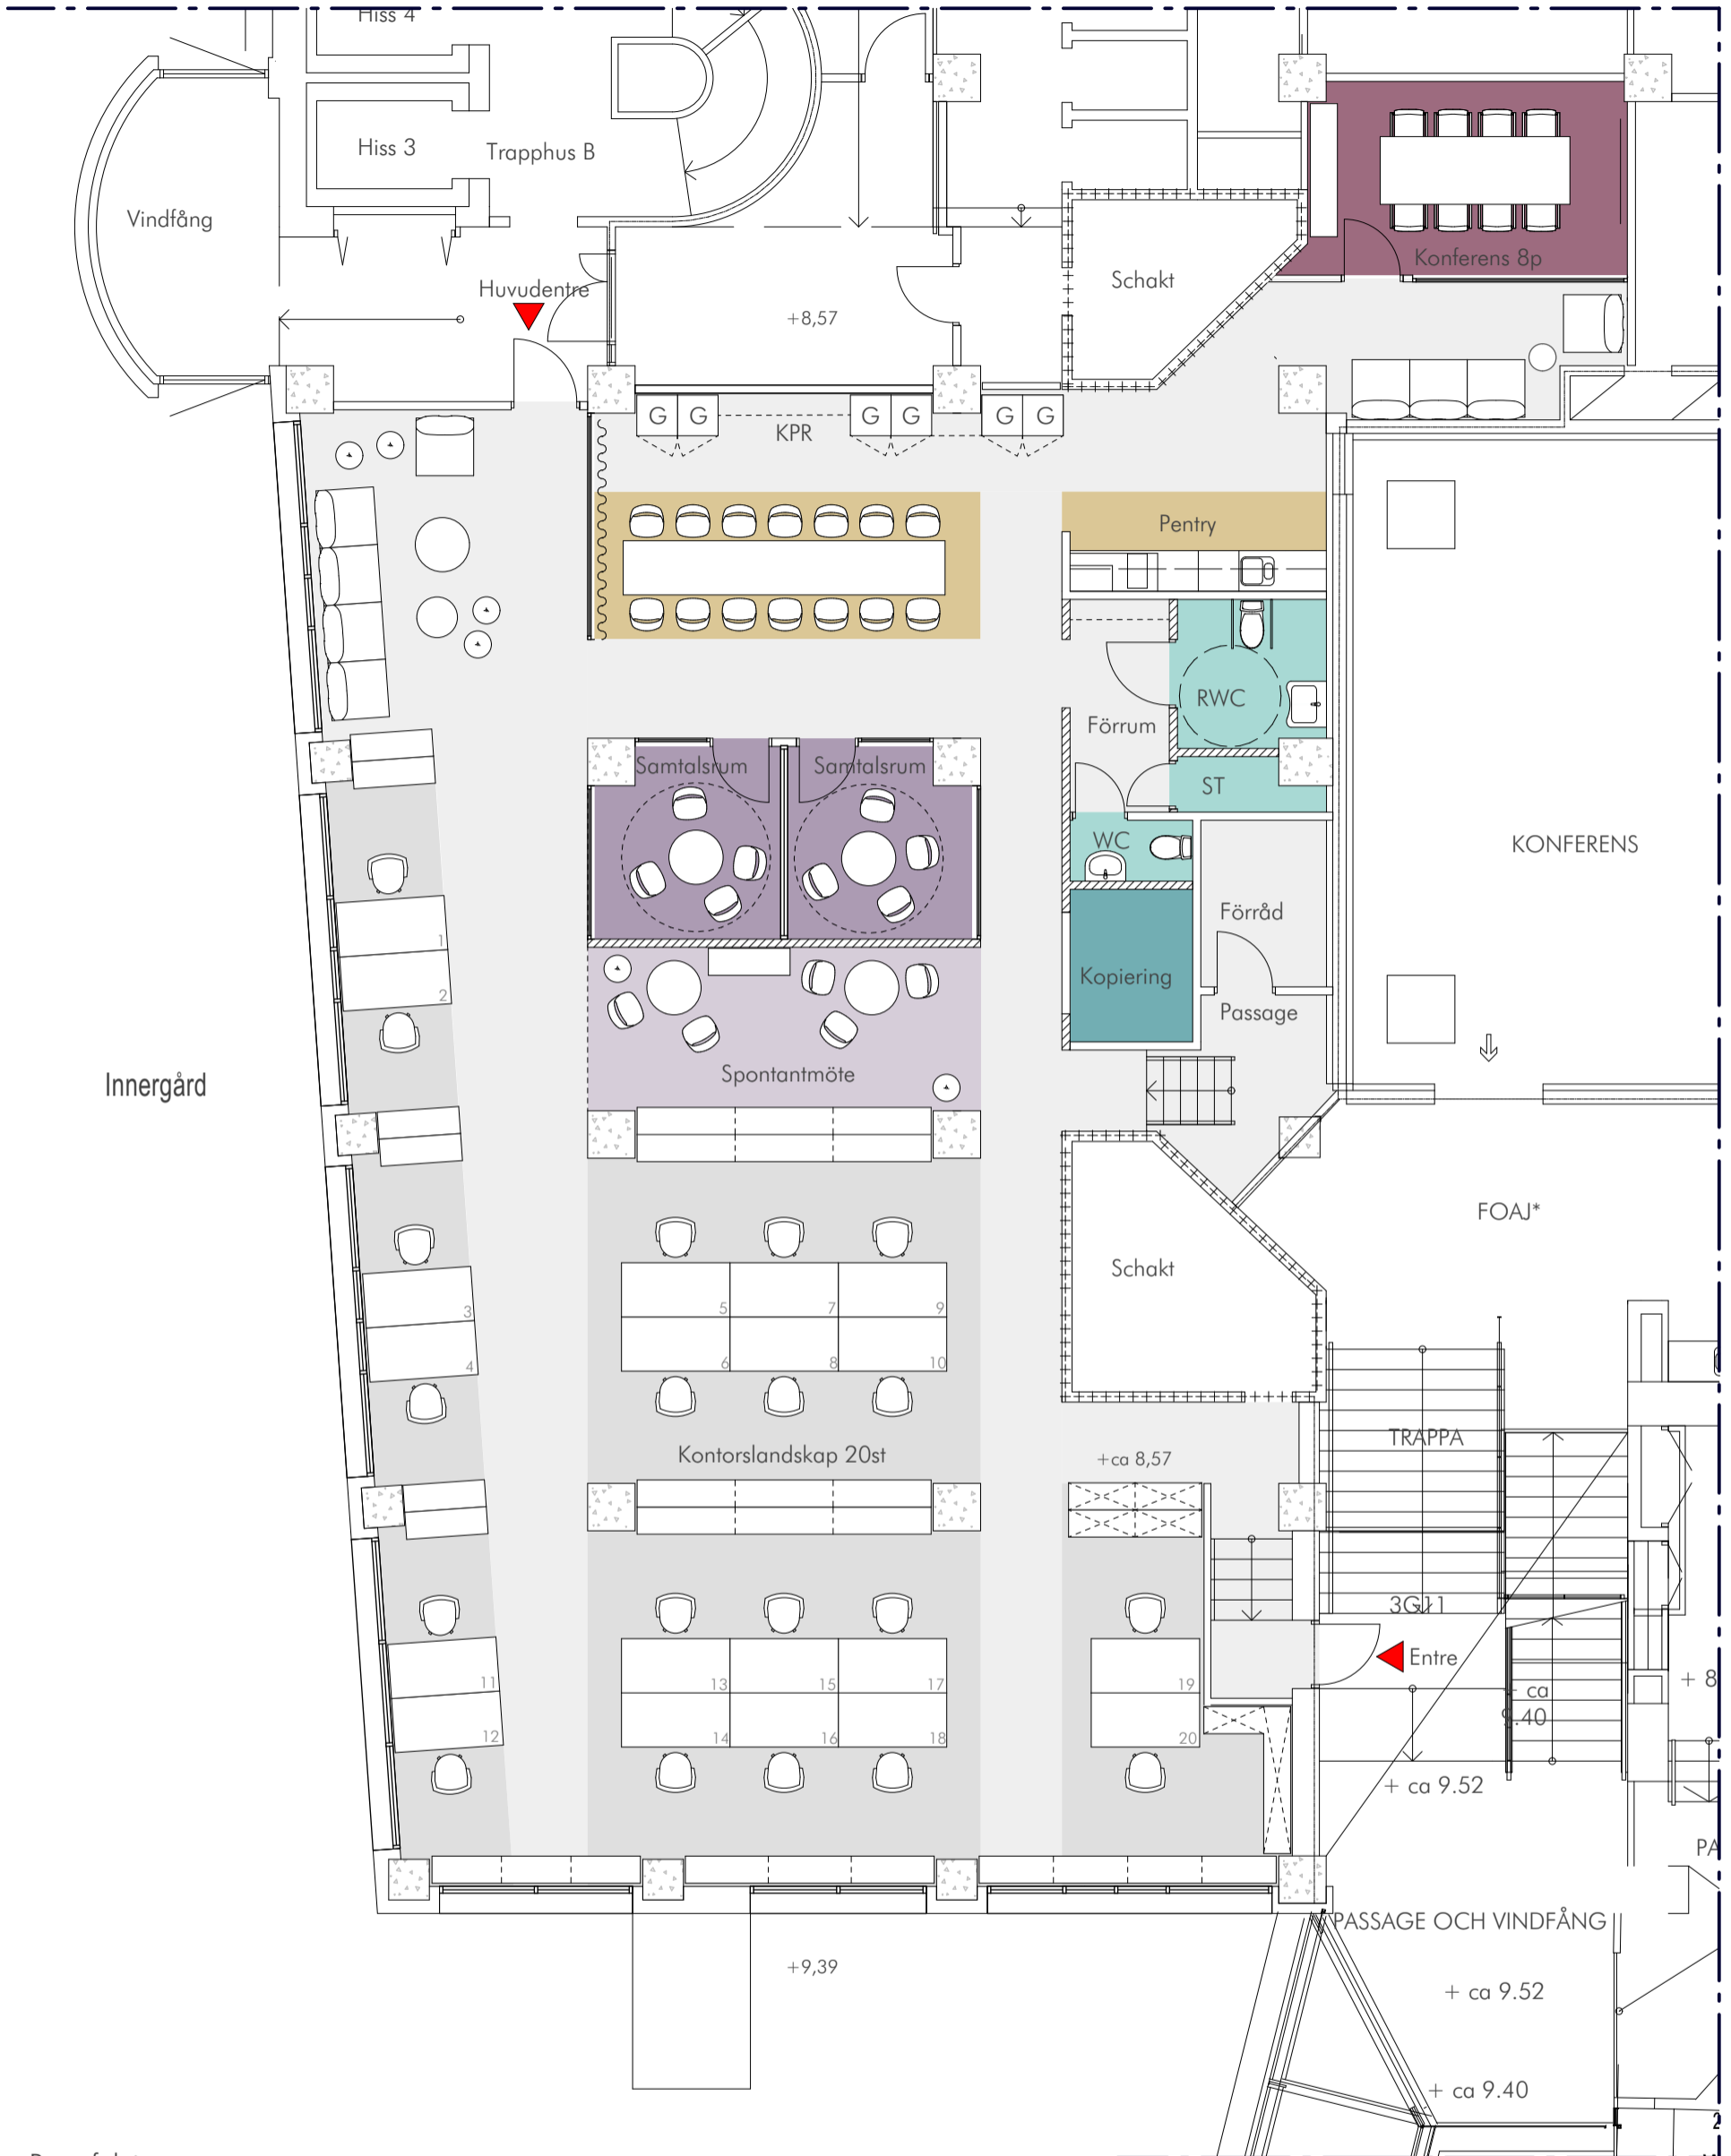 Hiss 4
Hiss 3
Trapphus B
Vindfång
Huvudentre
+8,57
Schakt
Konferens 8p
G G
G G
G G
KPR
Pentry
RWC
Förrum
Samtalsrum
Samtalsrum
ST
WC
KONFERENS
Förråd
1
Kopiering
2
Passage
Spontantmöte
Innergård
FOAJ*
Schakt
3
5
7
9
4
6
8
10
TRAPPA
Kontorslandskap 20st
+ca 8,57
3G11
Entre
11
13
15
17
19
+ 8
+ ca
9.40
12
14
16
18
20
+ ca 9.52
PA
PASSAGE OCH VINDFÅNG
+9,39
+ ca 9.52
+ ca 9.40
2